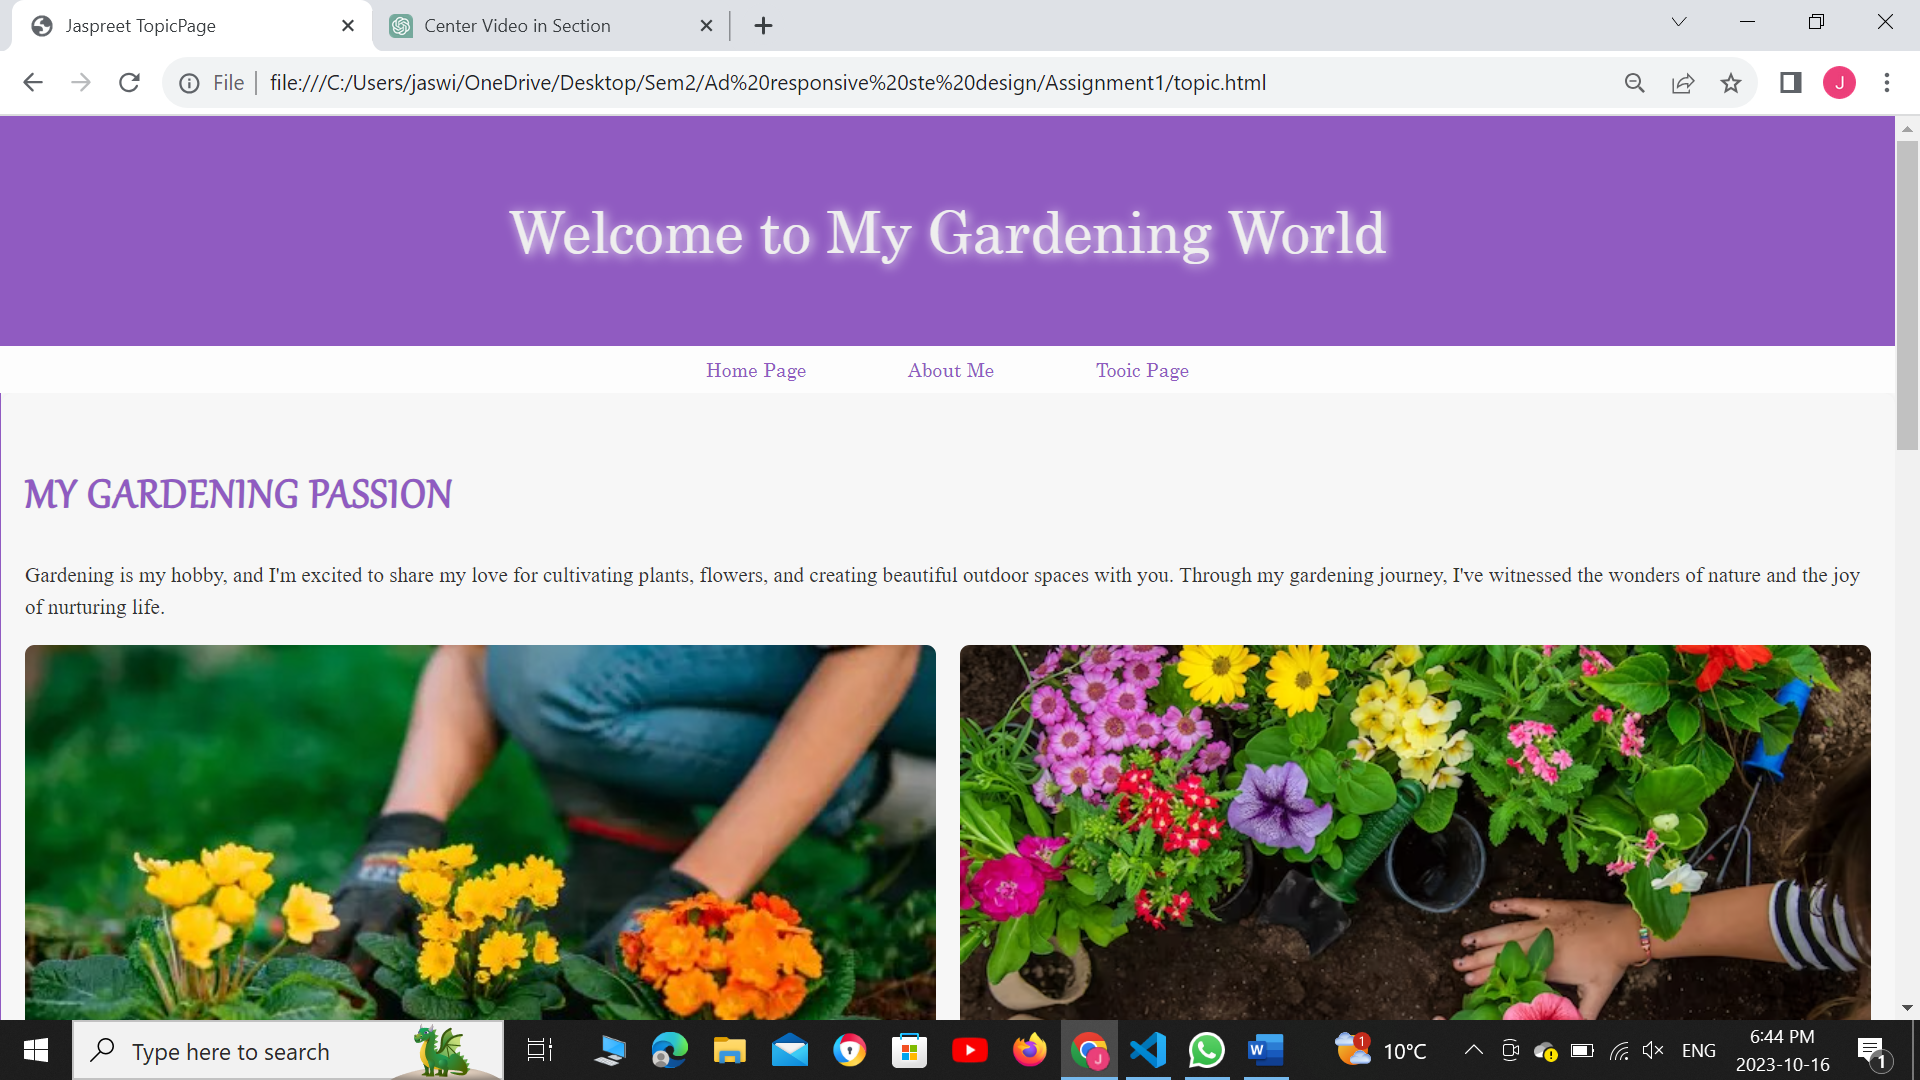 Jaspreet TopicPage
Center Video in Section
File
file:///C:/Users/jaswi/OneDrive/Desktop/Sem2/Ad%20responsive%20ste%20design/Assignment1/topic.html
J
Welcome to My Gardening World
Home Page
About Me
Tooic Page
MY GARDENING PASSION
Gardening is my hobby, and I'm excited to share my love for cultivating plants, flowers, and creating beautiful outdoor spaces with you. Through my gardening journey, I've witnessed the wonders of nature and the joy
of nurturing life.
Type here to search
J
W
1
10°C
ENG
6:44 PM
2023-10-16
1